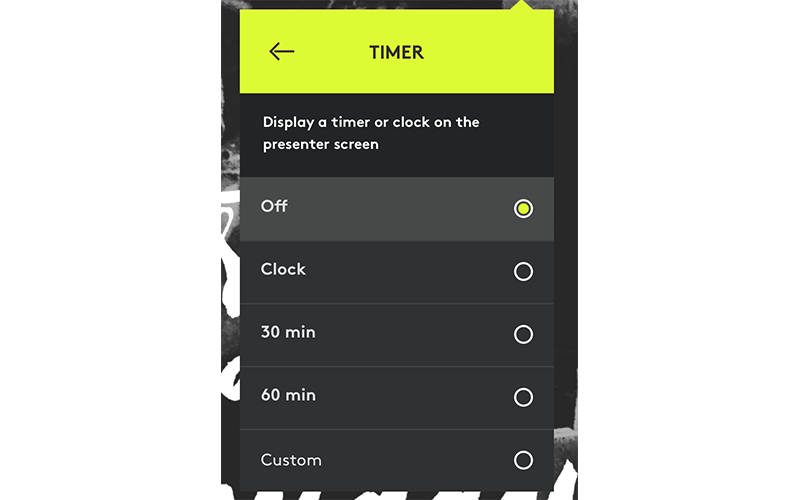 TIMER
Display a timer or clock on the
presenter screen
Off
Clock
30 min
60 min
Custom